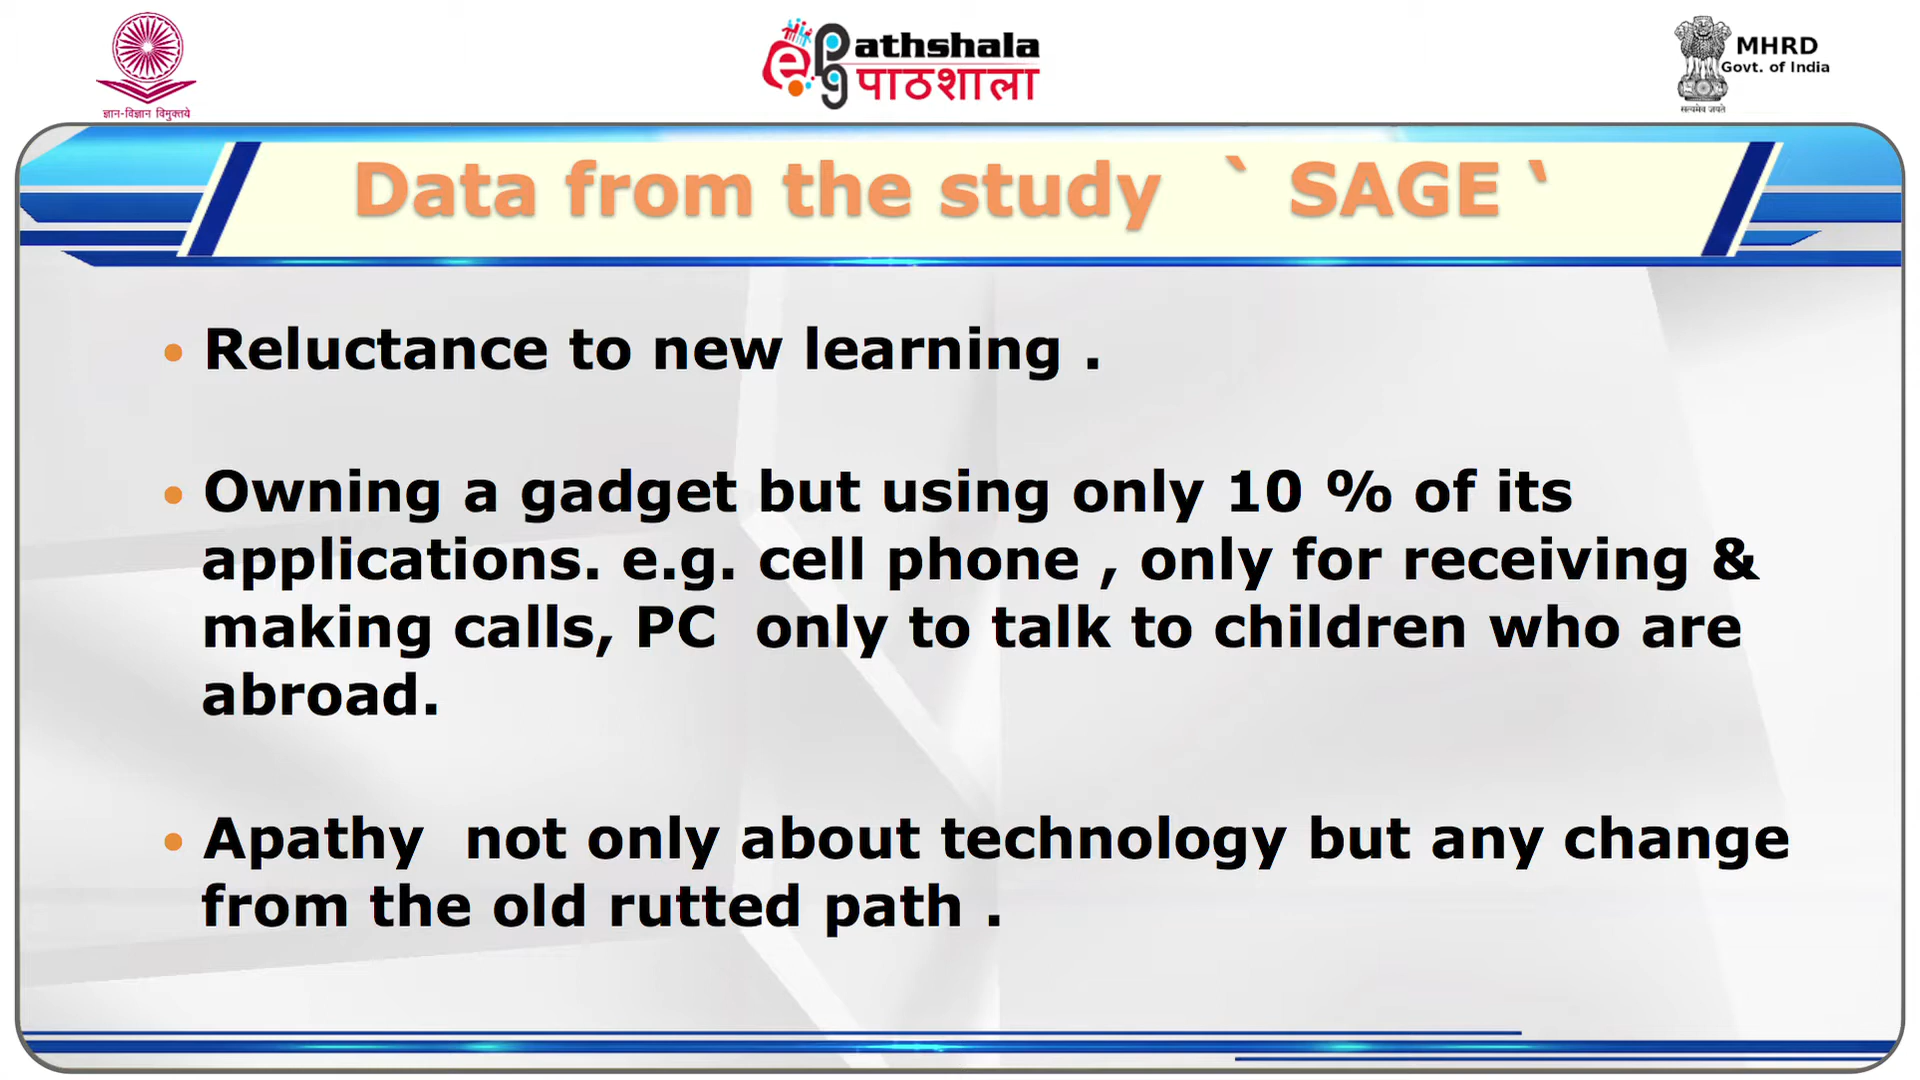 ज्ञान-विज्ञान विमुक्तये
ePG Pathshala
पाठशाला
MHRD
Govt. of India
सत्यमेव जयते
Data from the study ` SAGE ‘
• Reluctance to new learning .
• Owning a gadget but using only 10 % of its
applications. e.g. cell phone , only for receiving &
making calls, PC only to talk to children who are
abroad.
• Apathy not only about technology but any change
from the old rutted path .